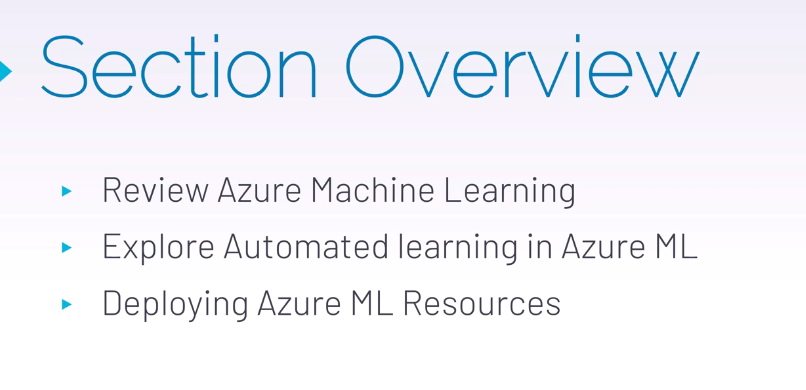 Section Overview
Review Azure Machine Learning
Explore Automated learning in Azure ML
Deploying Azure ML Resources